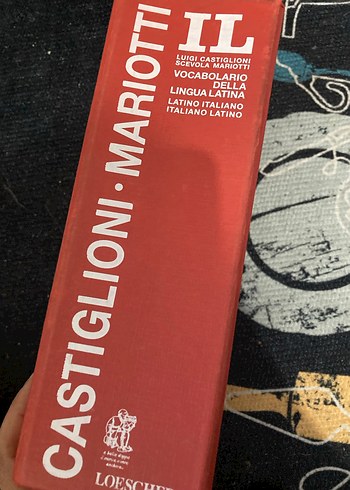 IL
LUIGI CASTIGLIONI
SCEVOLA MARIOTTI
VOCABOLARIO
DELLA
LINGUA LATINA
LATINO ITALIANO
ITALIANO LATINO
CASTIGLIONI · MARIOTTI
LOESCHER